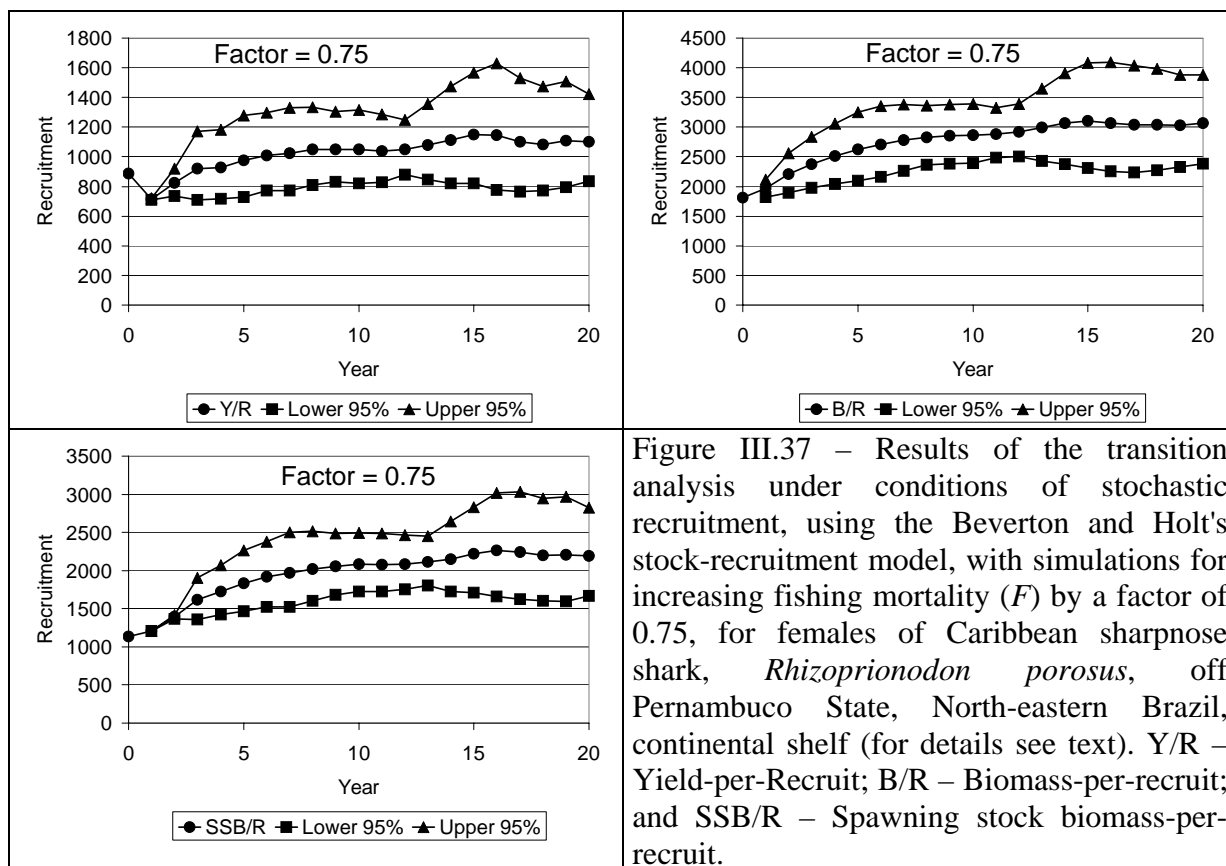 Factor = 0.75
1800
1600
1400
1200
1000
800
600
400
200
0
Recruitment
0 5 10 15 20
Year
Y/R Lower 95% Upper 95%
Factor = 0.75
4500
4000
3500
3000
2500
2000
1500
1000
500
0
Recruitment
0 5 10 15 20
Year
B/R Lower 95% Upper 95%
Factor = 0.75
3500
3000
2500
2000
1500
1000
500
0
Recruitment
0 5 10 15 20
Year
SSB/R Lower 95% Upper 95%
Figure III.37 – Results of the transition
analysis under conditions of stochastic
recruitment, using the Beverton and Holt's
stock-recruitment model, with simulations for
increasing fishing mortality (F) by a factor of
0.75, for females of Caribbean sharpnose
shark, Rhizoprionodon porosus, off
Pernambuco State, North-eastern Brazil,
continental shelf (for details see text). Y/R –
Yield-per-Recruit; B/R – Biomass-per-recruit;
and SSB/R – Spawning stock biomass-per-
recruit.